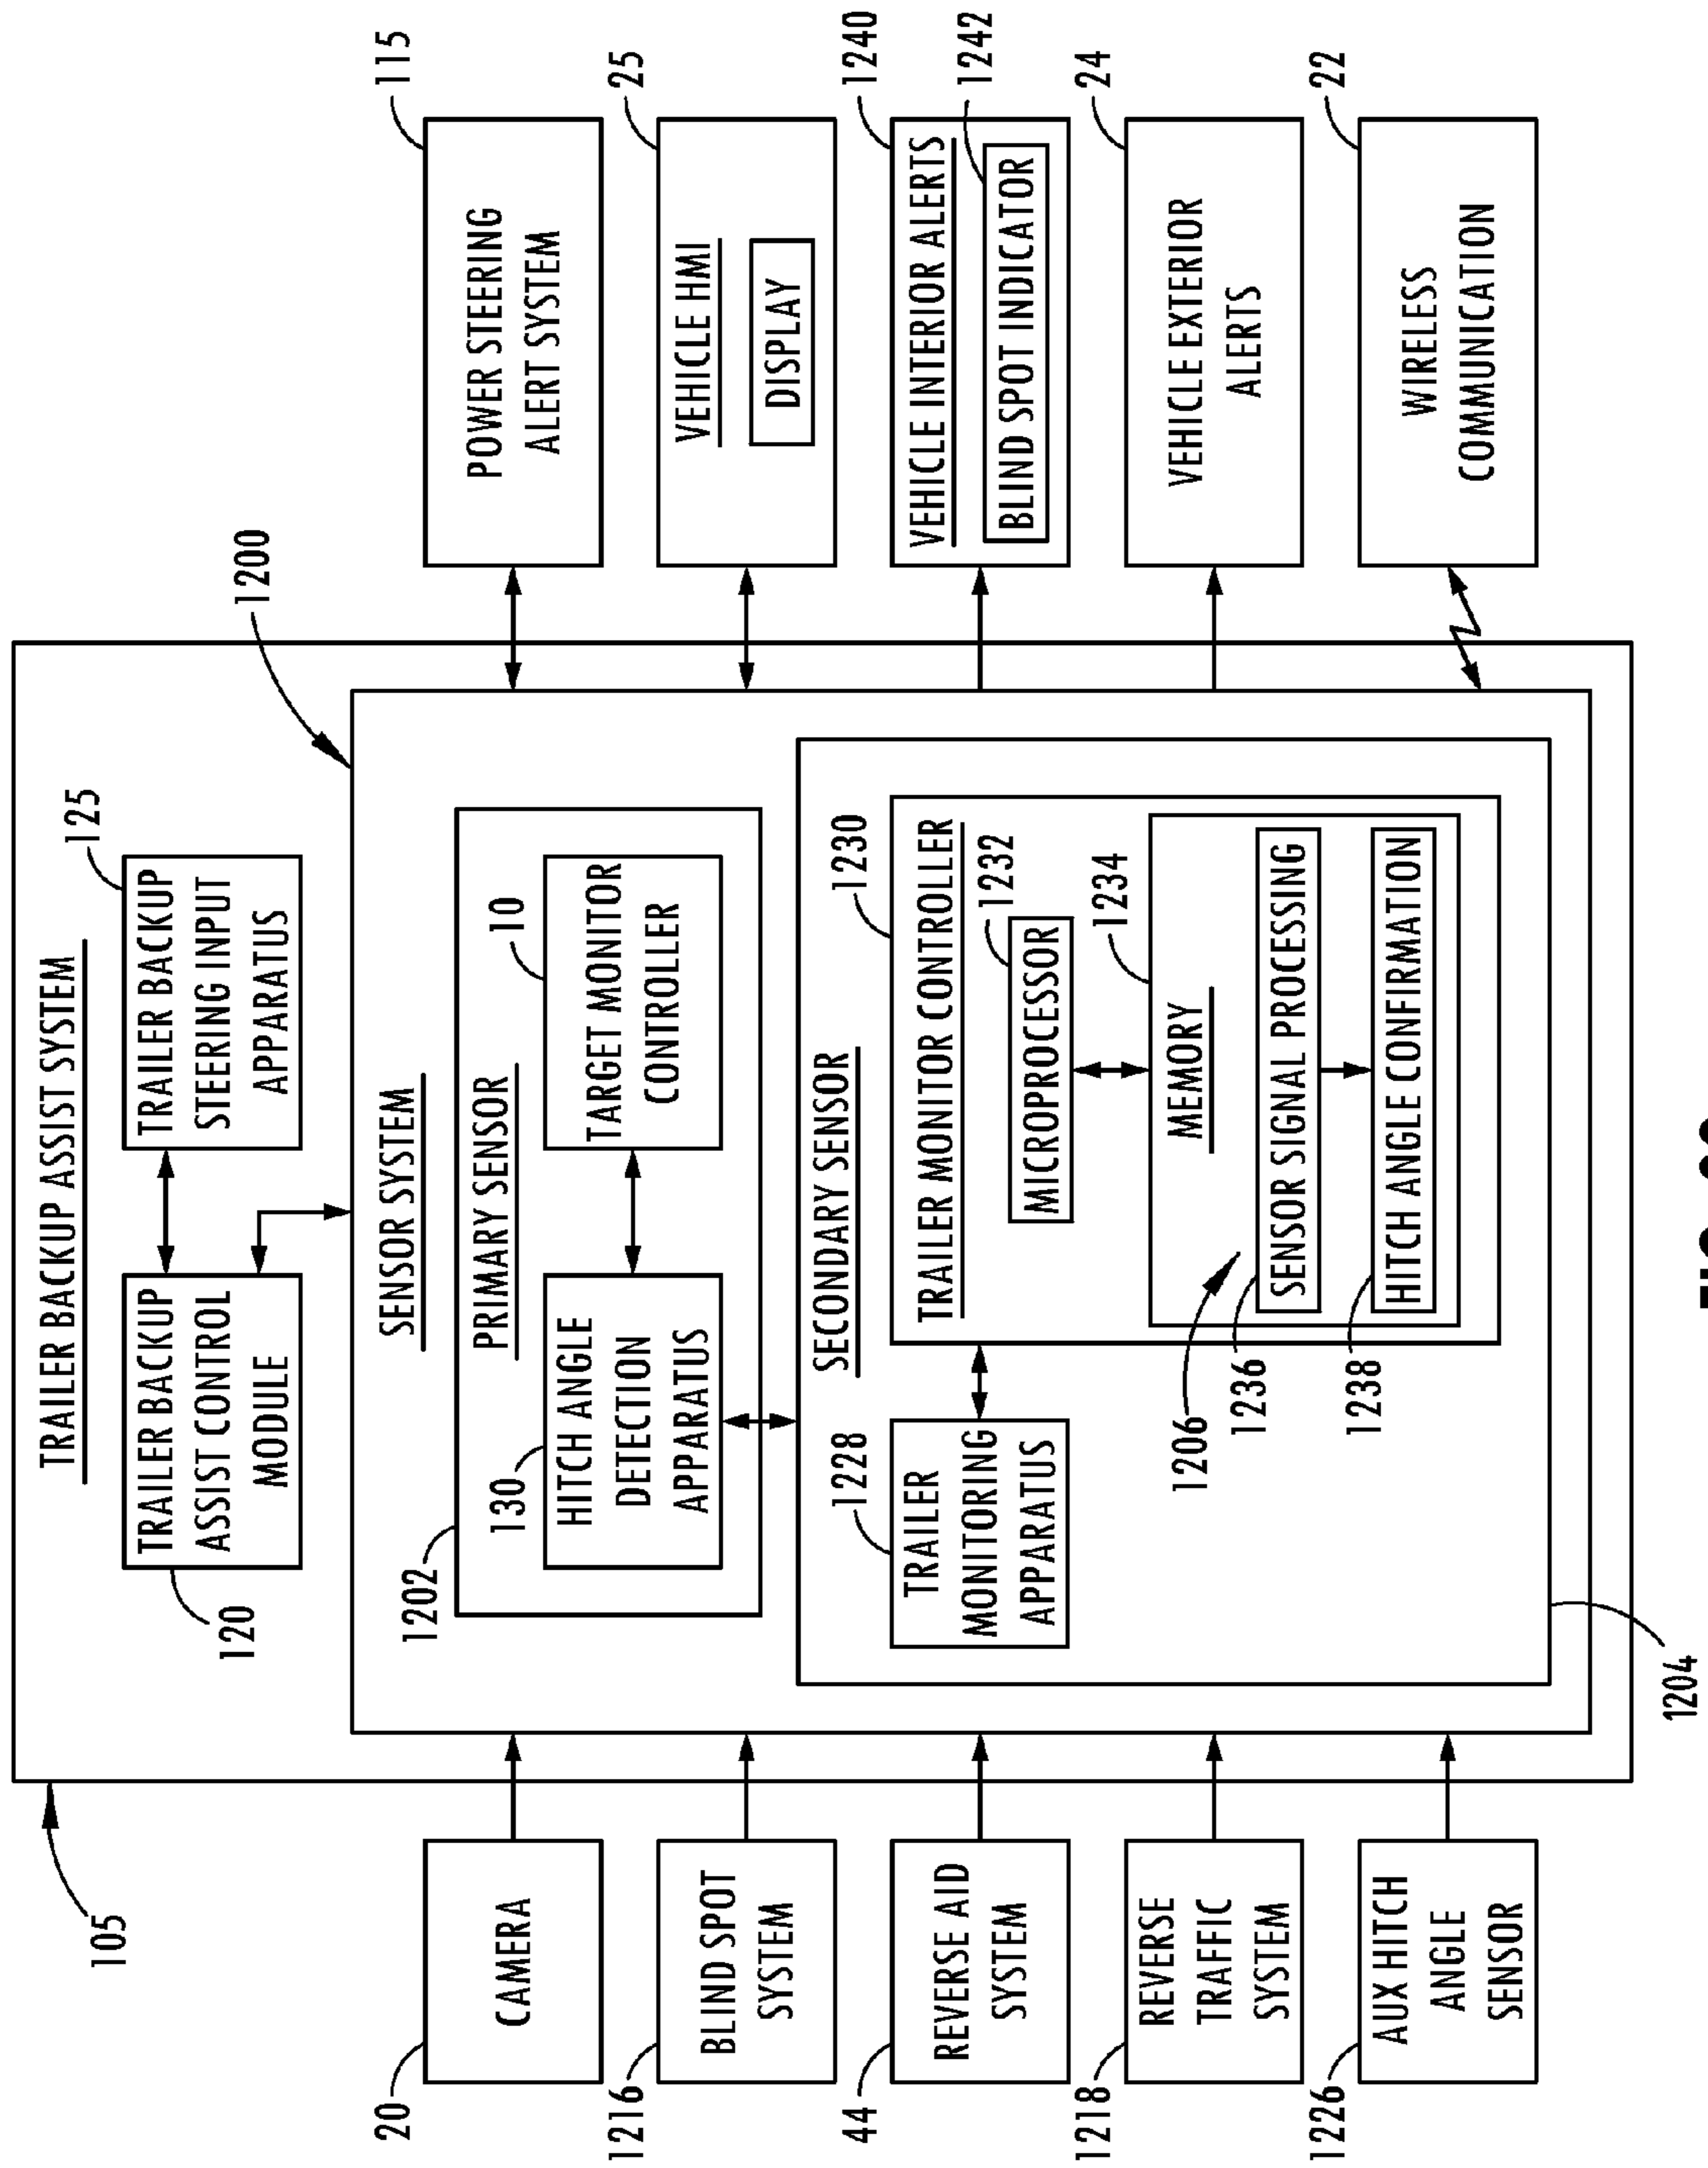 105
TRAILER BACKUP ASSIST SYSTEM
120
TRAILER BACKUP
ASSIST CONTROL
MODULE
125
TRAILER BACKUP
STEERING INPUT
APPARATUS
1200
SENSOR SYSTEM
1202
PRIMARY SENSOR
130
HITCH ANGLE
DETECTION
APPARATUS
10
TARGET MONITOR
CONTROLLER
SECONDARY SENSOR
1228
TRAILER
MONITORING
APPARATUS
1230
TRAILER MONITOR CONTROLLER
1232
MICROPROCESSOR
1234
MEMORY
1206
1236
SENSOR SIGNAL PROCESSING
1238
HITCH ANGLE CONFIRMATION
1204
20
CAMERA
1216
BLIND SPOT
SYSTEM
44
REVERSE AID
SYSTEM
1218
REVERSE
TRAFFIC
SYSTEM
1226
AUX HITCH
ANGLE
SENSOR
115
POWER STEERING
ALERT SYSTEM
25
VEHICLE HMI
DISPLAY
1240
VEHICLE INTERIOR ALERTS
1242
BLIND SPOT INDICATOR
24
VEHICLE EXTERIOR
ALERTS
22
WIRELESS
COMMUNICATION